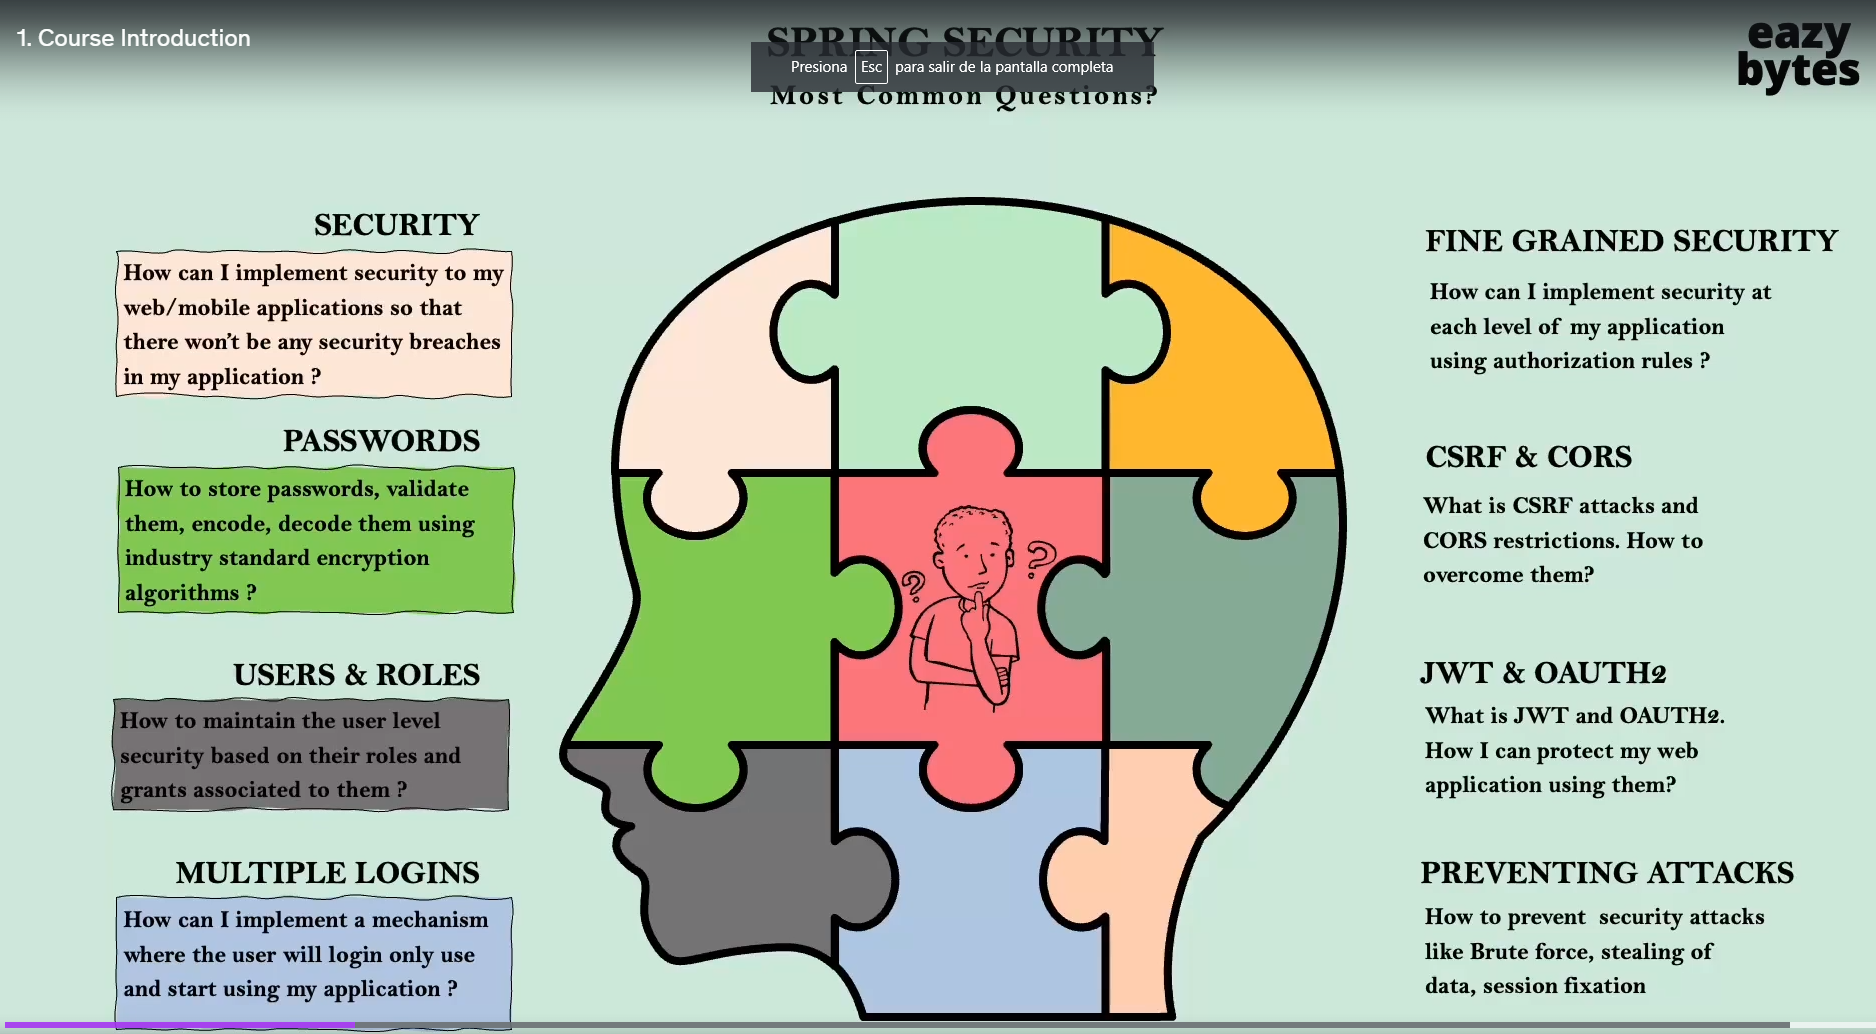 1. Course Introduction
SPRING SECURITY
Presiona Esc para salir de la pantalla completa
Most Common Questions?
eazy
bytes
SECURITY
How can I implement security to my
web/mobile applications so that
there won't be any security breaches
in my application ?
PASSWORDS
How to store passwords, validate
them, encode, decode them using
industry standard encryption
algorithms ?
USERS & ROLES
How to maintain the user level
security based on their roles and
grants associated to them ?
MULTIPLE LOGINS
How can I implement a mechanism
where the user will login only use
and start using my application ?
? ?
FINE GRAINED SECURITY
How can I implement security at
each level of my application
using authorization rules ?
CSRF & CORS
What is CSRF attacks and
CORS restrictions. How to
overcome them?
JWT & OAUTH2
What is JWT and OAUTH2.
How I can protect my web
application using them?
PREVENTING ATTACKS
How to prevent security attacks
like Brute force, stealing of
data, session fixation